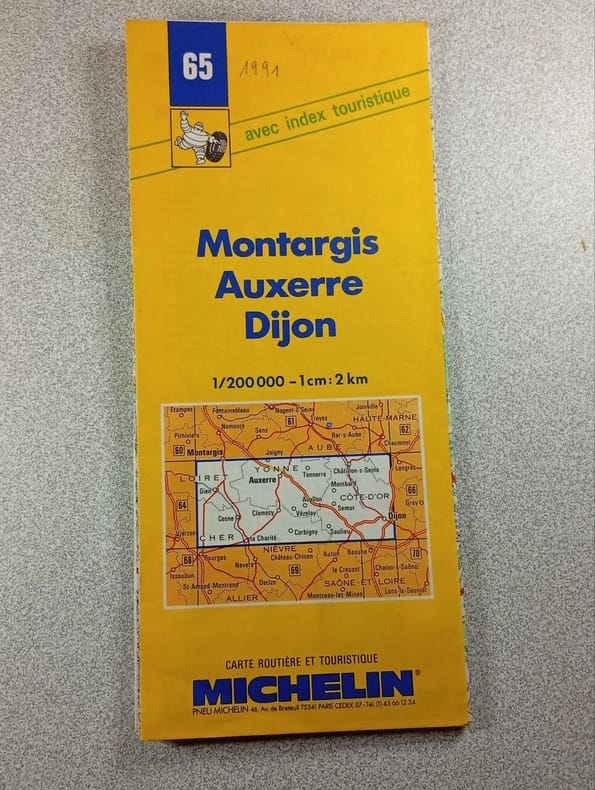 65
1991
avec index touristique
Montargis
Auxerre
Dijon
1/200 000 – 1 cm : 2 km
Etampes Fontainebleau Nogent-s-Seine Joinville
61 Troyes HAUTE-MARNE
Nemours Sens 62
Pithiviers Bar-s-Aube
60 Montargis Joigny AUBE Chaumont
YONNE Tonnerre Châtillon-s-Seine Langres
LOIRET Auxerre Montbard
Gien Avallon CÔTE-D'OR 66
64 Cosne Clamecy Vézelay Semur Gray
Dijon
Vierzon Corbigny Saulieu
CHER la Charité
68 Bourges NIÈVRE Autun Beaune 70
Château-Chinon
Nevers le Creusot Chalon-s-Saône
Issoudun 69
St-Amand-Montrond Decize SAÔNE-ET-LOIRE
ALLIER Montceau-les-Mines Lons-le-Saunier
CARTE ROUTIÈRE ET TOURISTIQUE
MICHELIN®
PNEU MICHELIN 46, Av. de Breteuil 75341 PARIS CEDEX 07 - Tél. (1) 45 66 12 34